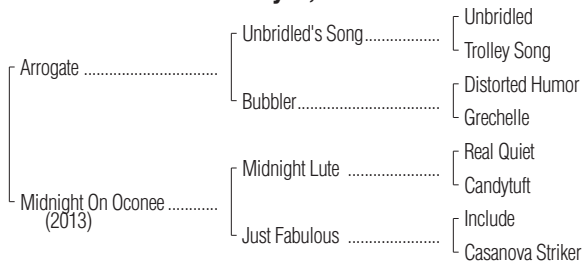 Unbridled
Unbridled's Song
Trolley Song
Arrogate
Distorted Humor
Bubbler
Grechelle
Real Quiet
Midnight Lute
Candytuft
Midnight On Oconee
(2013)
Include
Just Fabulous
Casanova Striker